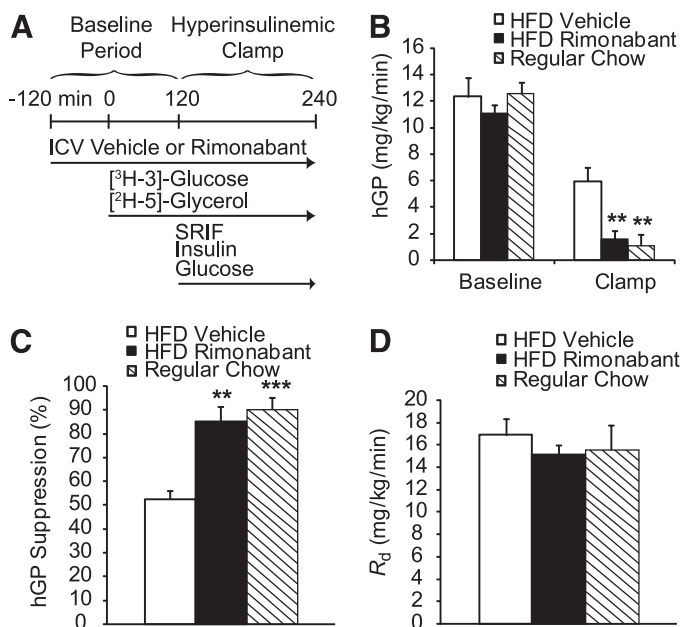 A
Baseline Period
Hyperinsulinemic Clamp
-120 min 0 120 240
ICV Vehicle or Rimonabant
[³H-3]-Glucose
[²H-5]-Glycerol
SRIF
Insulin
Glucose
B
HFD Vehicle
HFD Rimonabant
Regular Chow
hGP (mg/kg/min)
16
14
12
10
8
6
4
2
0
** **
Baseline Clamp
C
HFD Vehicle
HFD Rimonabant
Regular Chow
hGP Suppression (%)
100
90
80
70
60
50
40
30
20
10
0
** ***
D
HFD Vehicle
HFD Rimonabant
Regular Chow
Rd (mg/kg/min)
20
18
16
14
12
10
8
6
4
2
0